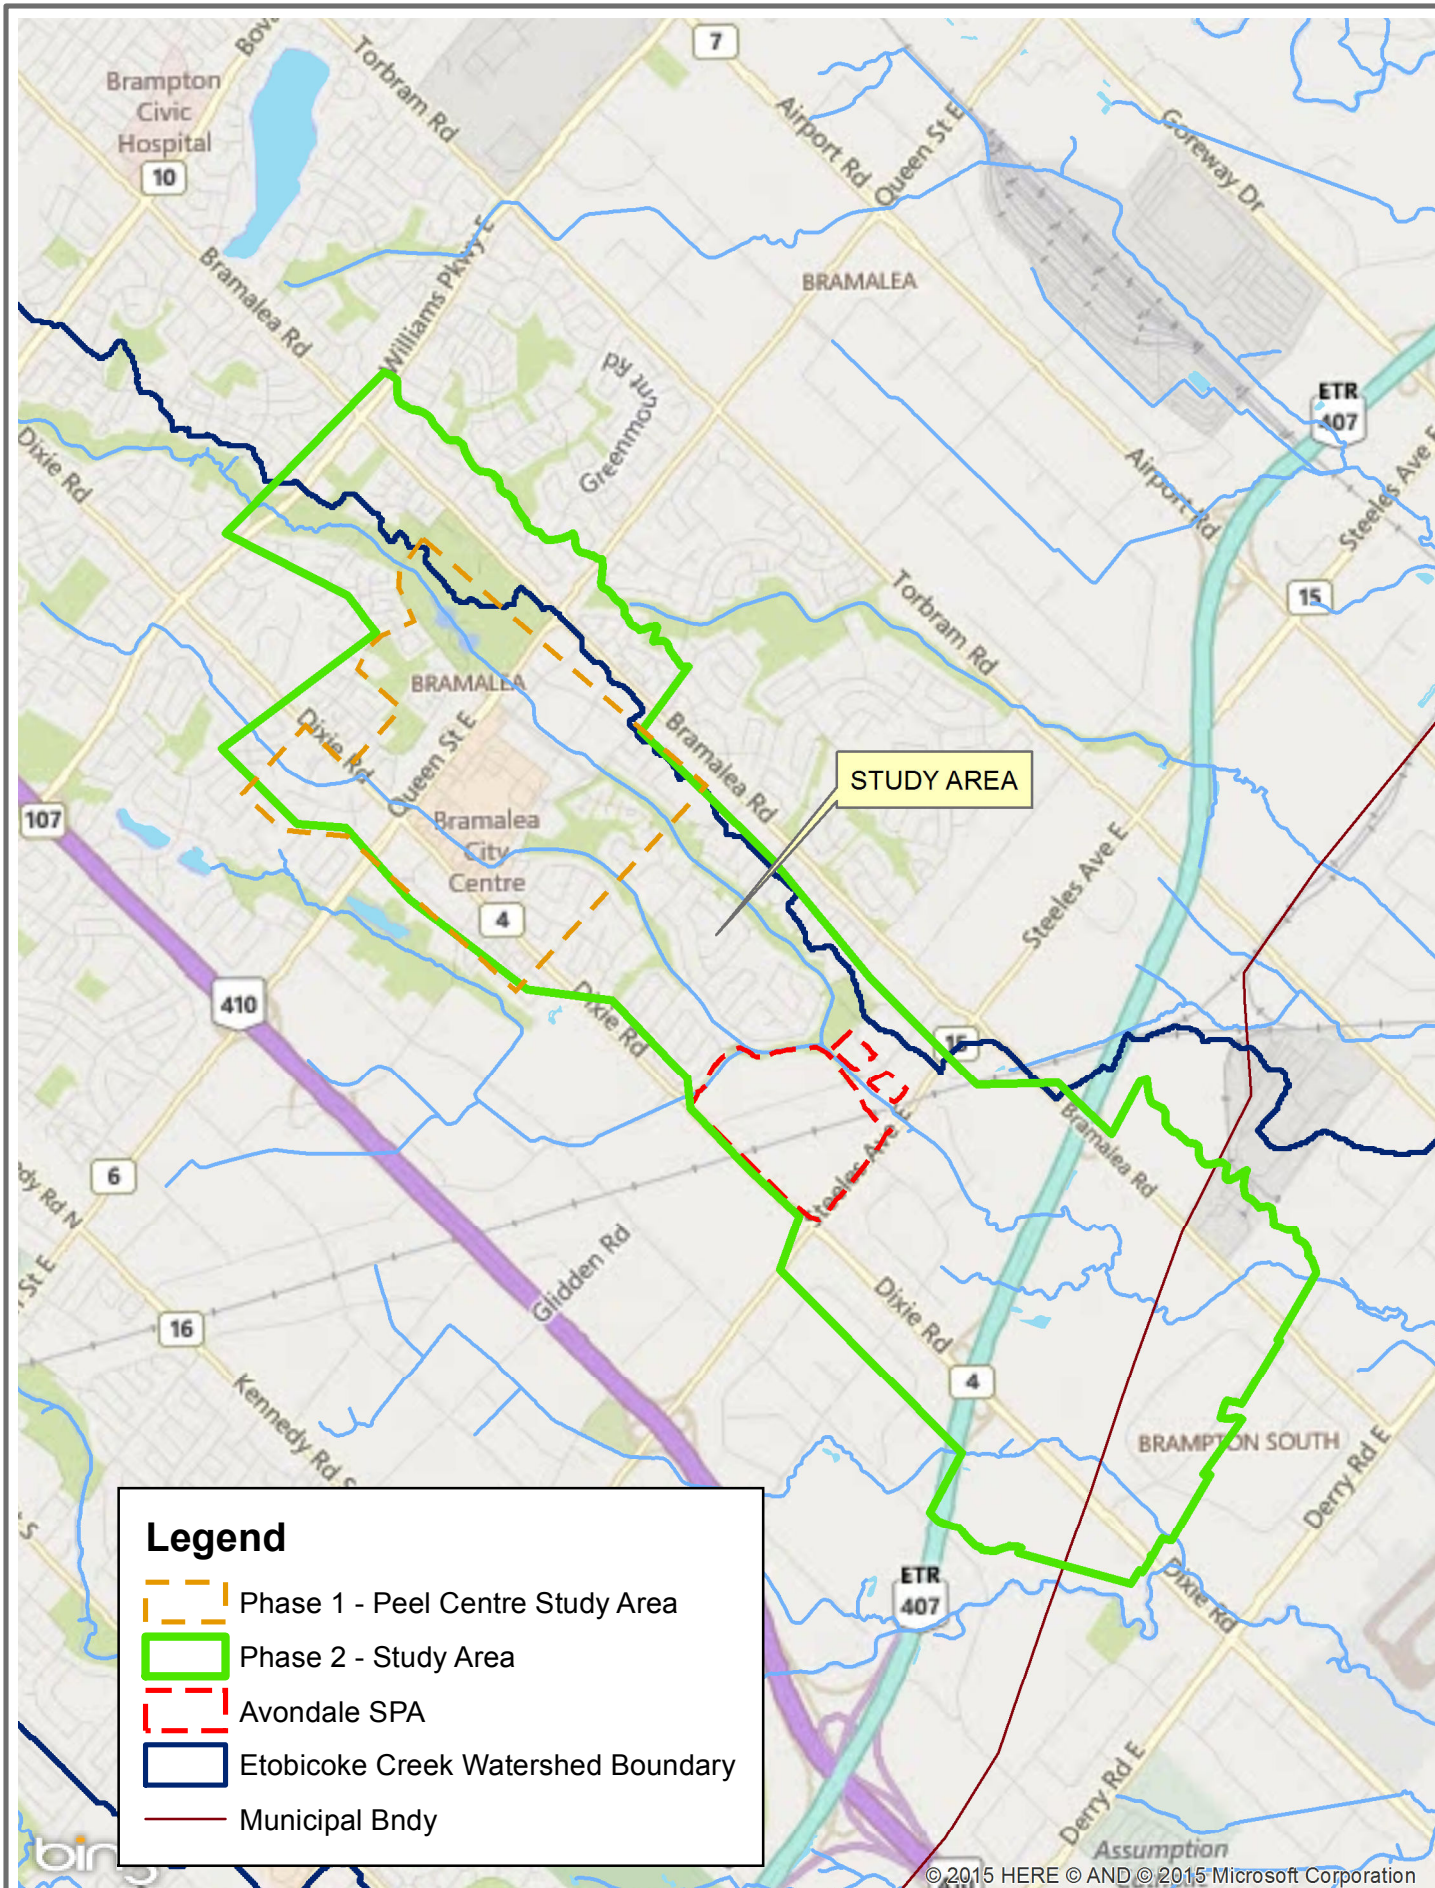 7
Bov
Torbram Rd
Brampton
Civic
Hospital
10
Airport Rd
Queen St E
Goreway Dr
Williams Pkwy E
Bramalea Rd
BRAMALEA
Greenmount Rd
ETR
407
Dixie Rd
Airport Rd
Steeles Ave E
15
Torbram Rd
BRAMALEA
Dixie Rd
Queen St E
Bramalea Rd
STUDY AREA
107
Bramalea
City
Centre
4
Steeles Ave E
410
Dixie Rd
15
Bramalea Rd
6
dy Rd N
Steeles Ave E
St E
Glidden Rd
16
Dixie Rd
4
Kennedy Rd S
BRAMPTON SOUTH
Derry Rd E
S
ETR
407
Dixie Rd
Legend
Phase 1 - Peel Centre Study Area
Phase 2 - Study Area
Avondale SPA
Etobicoke Creek Watershed Boundary
Municipal Bndy
Derry Rd E
Assumption
bing
© 2015 HERE © AND © 2015 Microsoft Corporation